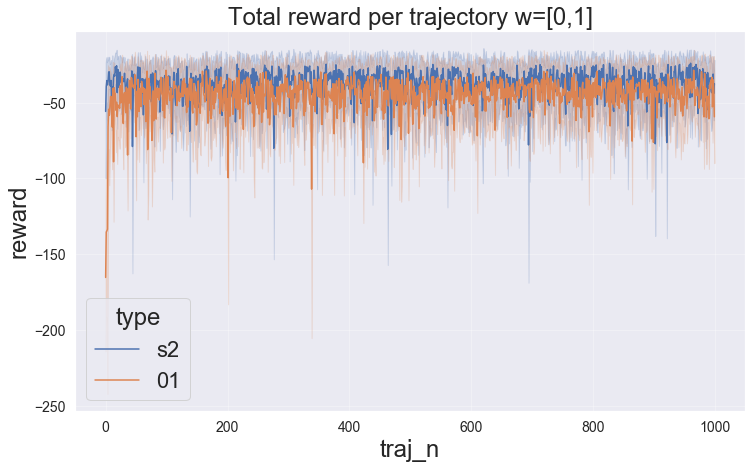 Total reward per trajectory w=[0,1]
reward
−50
−100
−150
−200
−250
type
s2
01
0
200
400
600
800
1000
traj_n